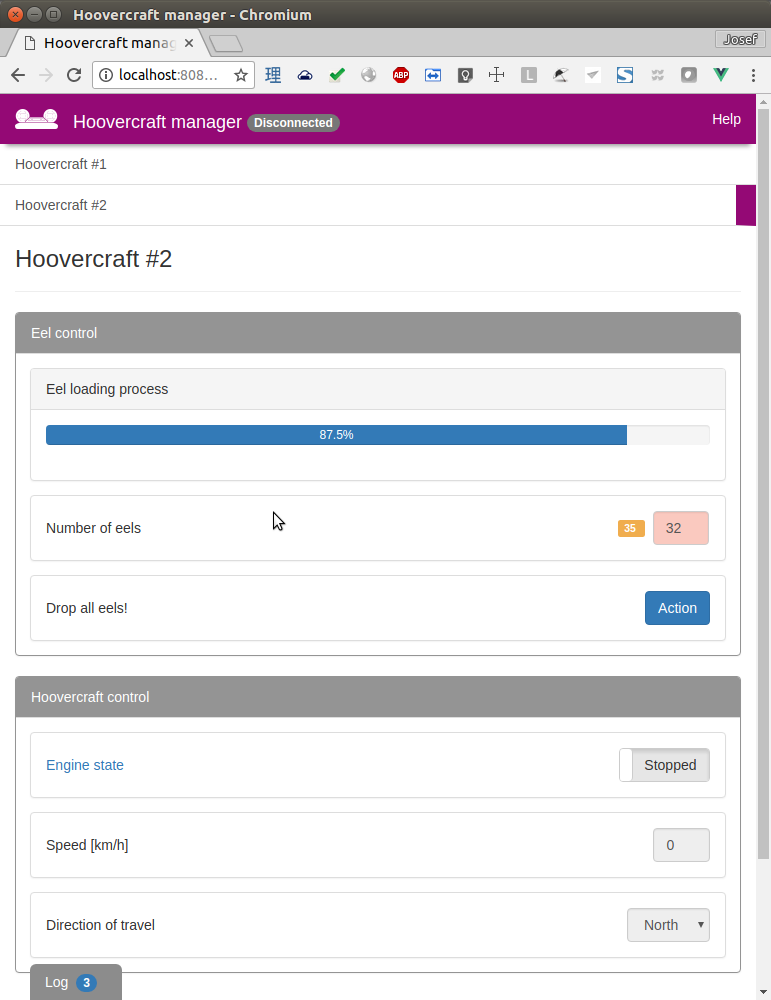 Hoovercraft manager - Chromium
Hoovercraft manag
Josef
localhost:808...
理
ABP
L
S
Hoovercraft manager Disconnected
Help
Hoovercraft #1
Hoovercraft #2
Hoovercraft #2
Eel control
Eel loading process
87.5%
Number of eels
35
32
Drop all eels!
Action
Hoovercraft control
Engine state
Stopped
Speed [km/h]
0
Direction of travel
North
Log 3